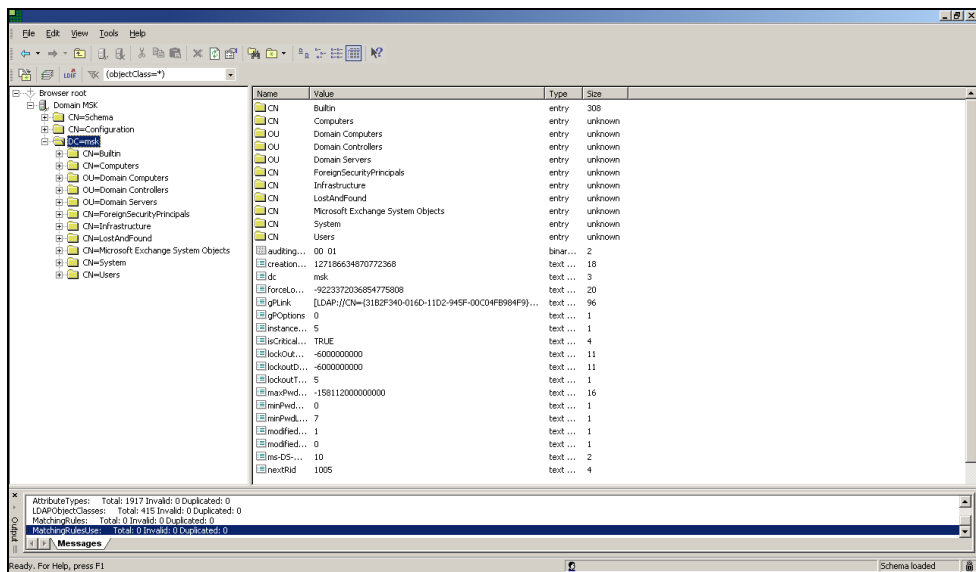 File Edit View Tools Help
LDIF (objectClass=*)
Browser root
Domain MSK
CN=Schema
CN=Configuration
DC=msk
CN=Builtin
CN=Computers
OU=Domain Computers
OU=Domain Controllers
OU=Domain Servers
CN=ForeignSecurityPrincipals
CN=Infrastructure
CN=LostAndFound
CN=Microsoft Exchange System Objects
CN=System
CN=Users
Name Value Type Size
CN Builtin entry 308
CN Computers entry unknown
OU Domain Computers entry unknown
OU Domain Controllers entry unknown
OU Domain Servers entry unknown
CN ForeignSecurityPrincipals entry unknown
CN Infrastructure entry unknown
CN LostAndFound entry unknown
CN Microsoft Exchange System Objects entry unknown
CN System entry unknown
CN Users entry unknown
auditing... 00 01 binar... 2
creation... 127186634870772368 text ... 18
dc msk text ... 3
forceLo... -9223372036854775808 text ... 20
gPLink [LDAP://CN={31B2F340-016D-11D2-945F-00C04FB984F9}... text ... 96
gPOptions 0 text ... 1
instance... 5 text ... 1
isCritical... TRUE text ... 4
lockOut... -6000000000 text ... 11
lockoutD... -6000000000 text ... 11
lockoutT... 5 text ... 1
maxPwd... -158112000000000 text ... 16
minPwd... 0 text ... 1
minPwdL... 7 text ... 1
modified... 1 text ... 1
modified... 0 text ... 1
ms-DS-... 10 text ... 2
nextRid 1005 text ... 4
Output
AttributeTypes: Total: 1917 Invalid: 0 Duplicated: 0
LDAPObjectClasses: Total: 415 Invalid: 0 Duplicated: 0
MatchingRules: Total: 0 Invalid: 0 Duplicated: 0
MatchingRulesUse: Total: 0 Invalid: 0 Duplicated: 0
Messages
Ready. For Help, press F1 Schema loaded